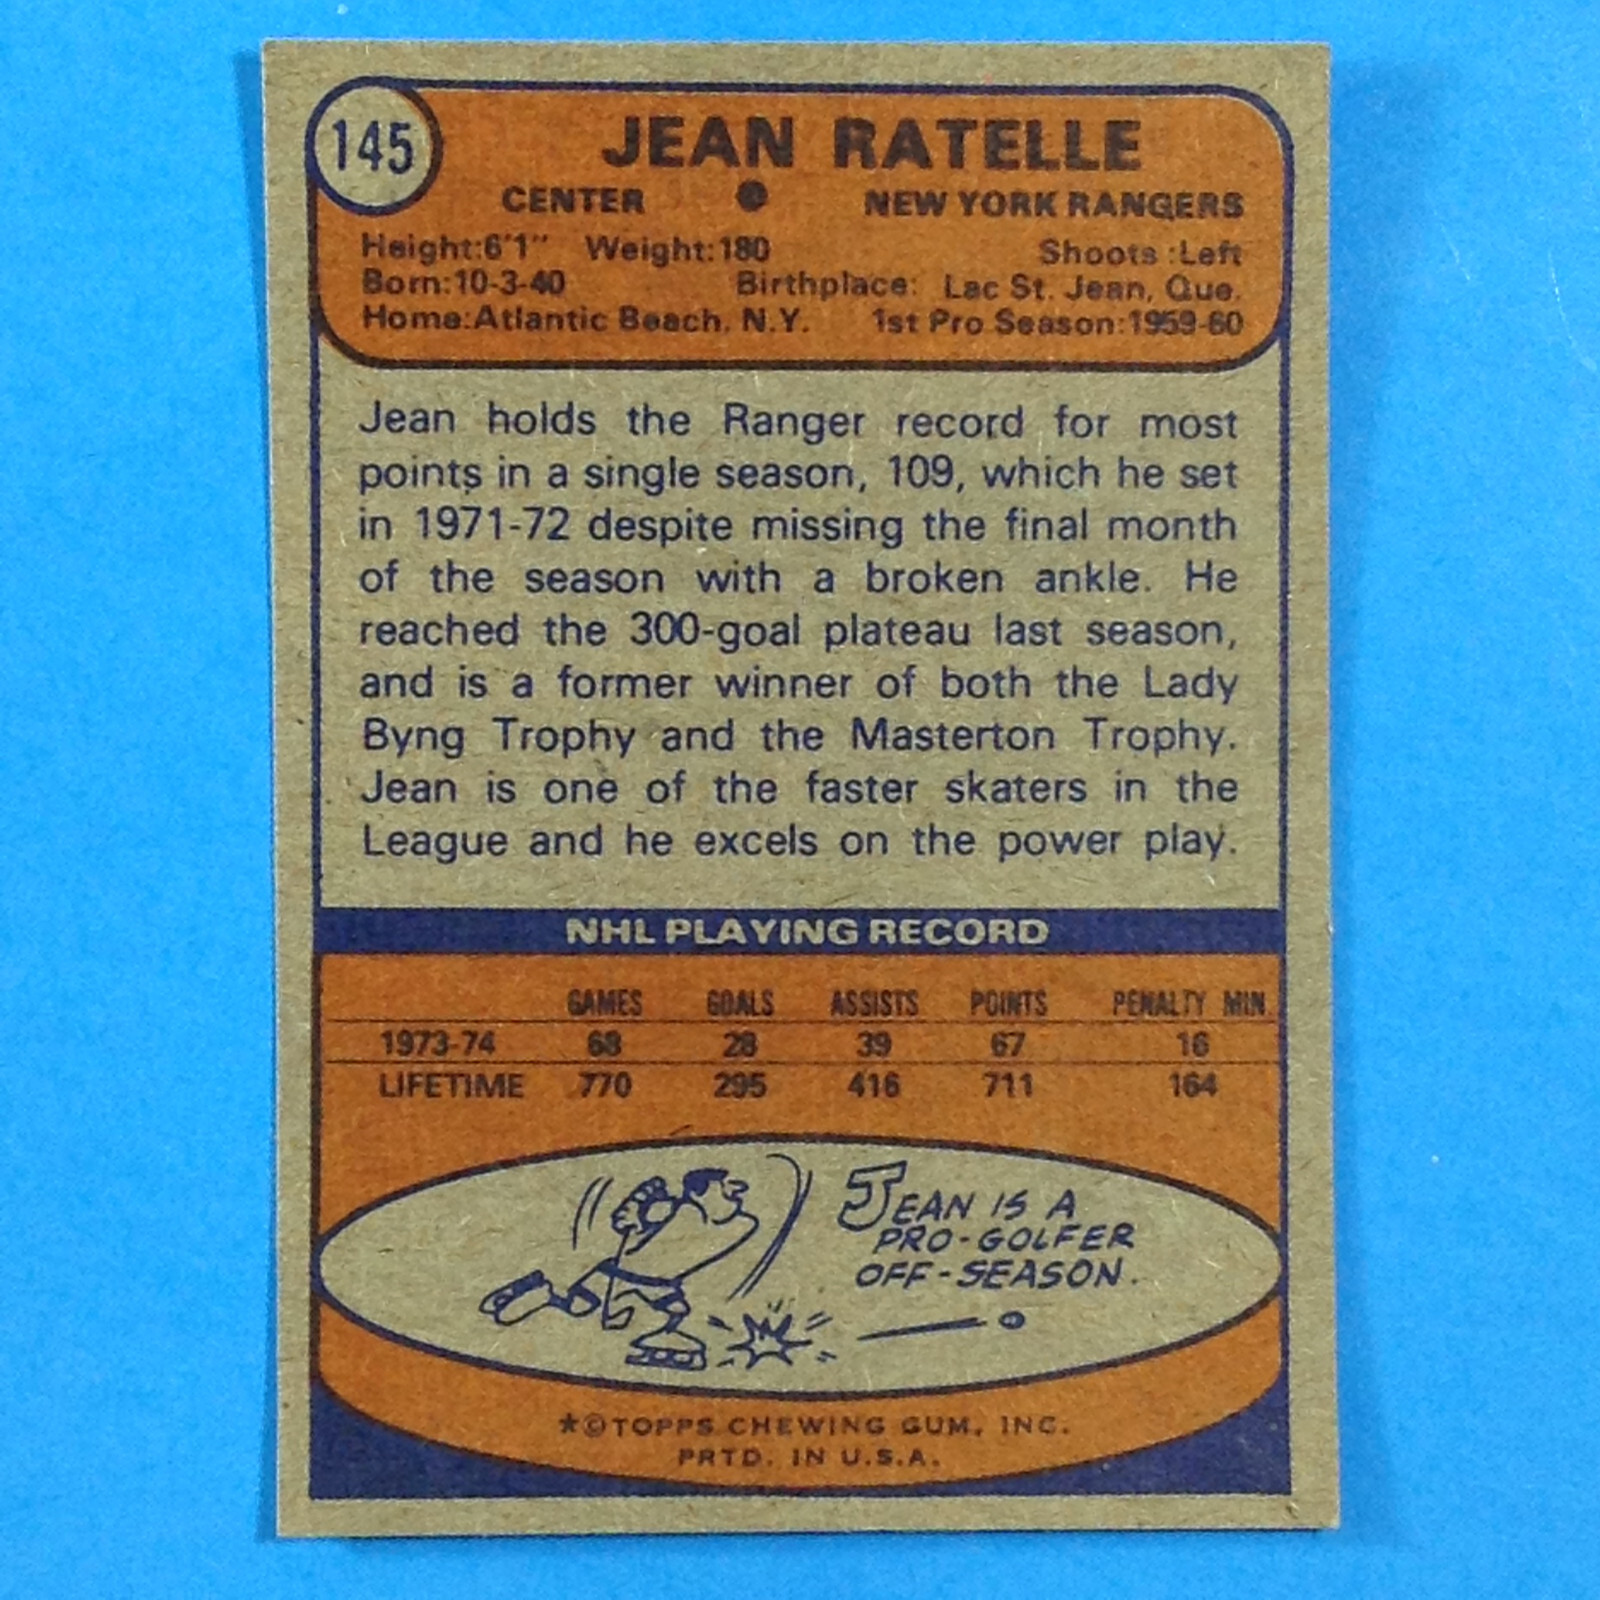 145
JEAN RATELLE
CENTER ● NEW YORK RANGERS
Height:6'1" Weight:180 Shoots :Left
Born:10-3-40 Birthplace: Lac St. Jean, Que.
Home:Atlantic Beach, N.Y. 1st Pro Season:1959-60
Jean holds the Ranger record for most
points in a single season, 109, which he set
in 1971-72 despite missing the final month
of the season with a broken ankle. He
reached the 300-goal plateau last season,
and is a former winner of both the Lady
Byng Trophy and the Masterton Trophy.
Jean is one of the faster skaters in the
League and he excels on the power play.
NHL PLAYING RECORD
GAMES GOALS ASSISTS POINTS PENALTY MIN
1973-74 68 28 39 67 16
LIFETIME 770 295 416 711 164
JEAN IS A
PRO-GOLFER
OFF-SEASON.
★©TOPPS CHEWING GUM, INC.
PRTD. IN U.S.A.